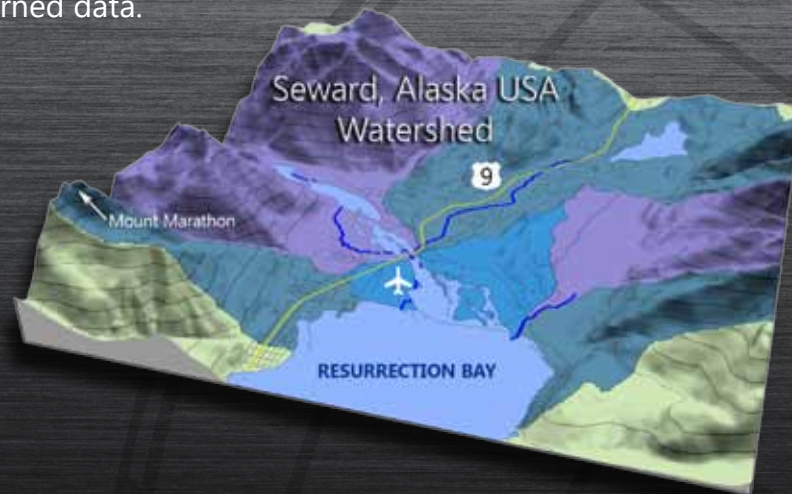 rned data.
Seward, Alaska USA
Watershed
9
Mount Marathon
RESURRECTION BAY